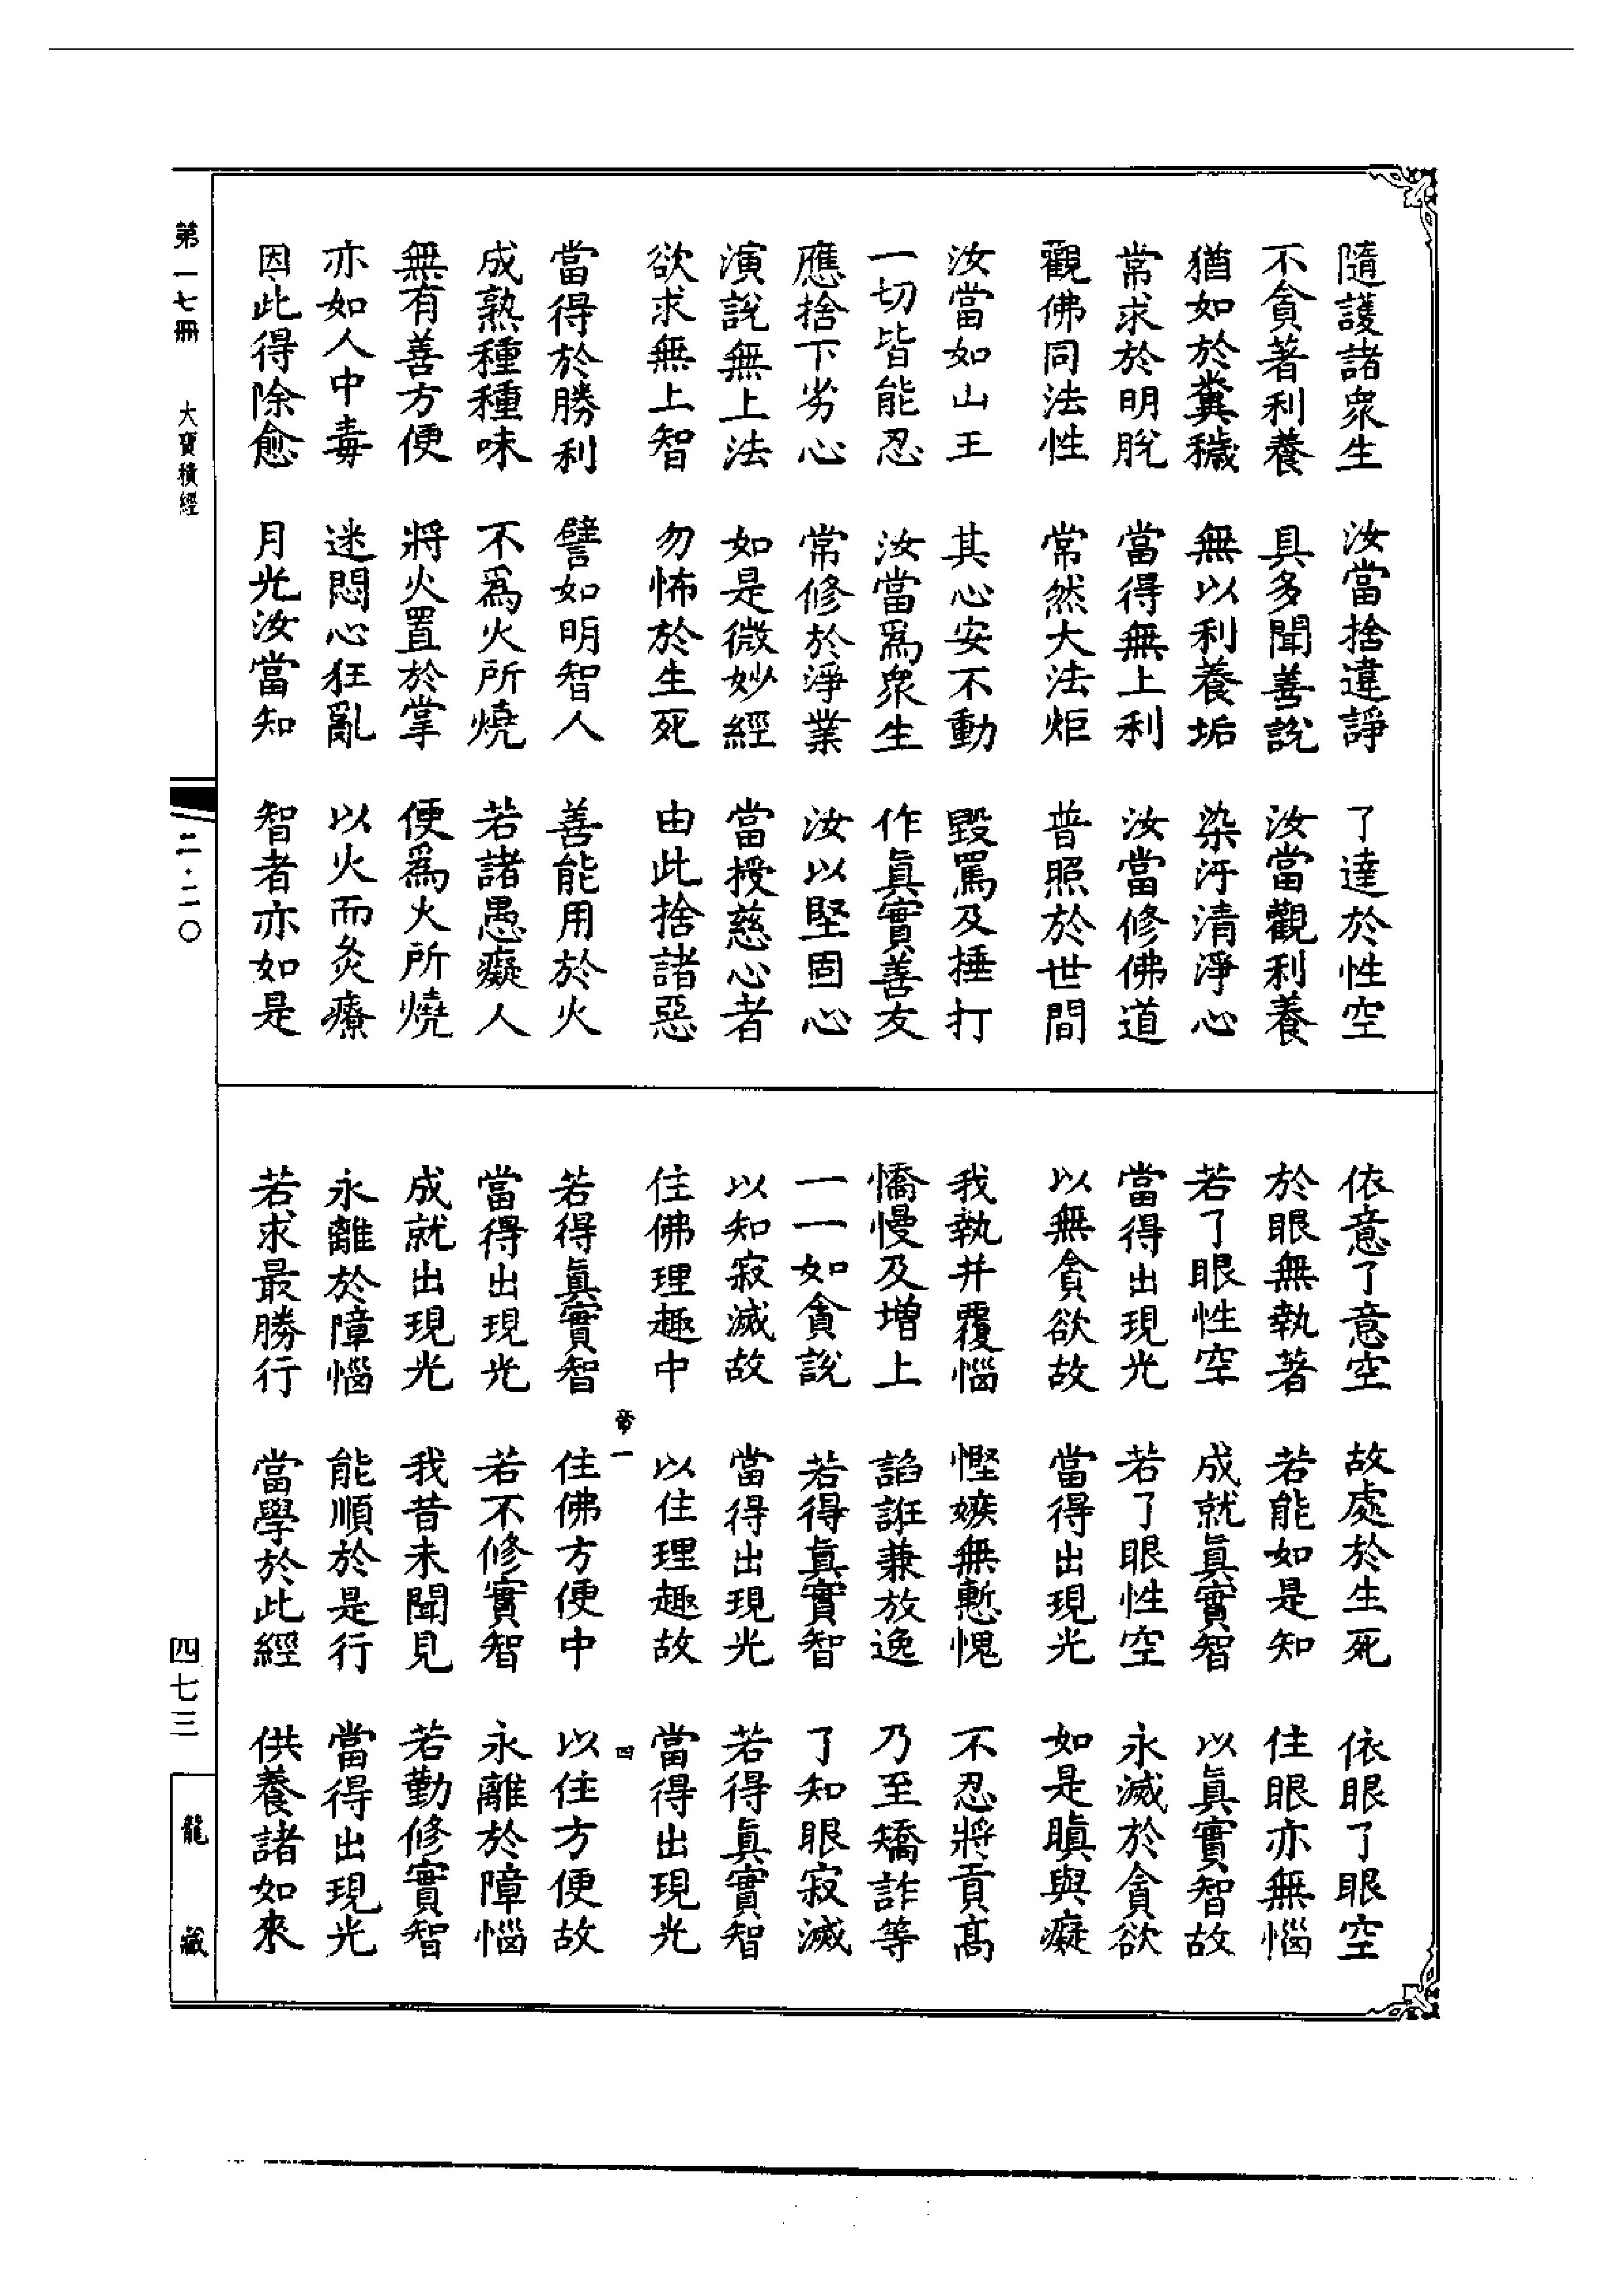 隨護諸衆生　汝當捨違諍　了達於性空
不貪著利養　具多聞善說　汝當觀利養
猶如於糞穢　無以利養垢　染汙清淨心
常求於明脫　當得無上利　汝當修佛道
觀佛同法性　常然大法炬　普照於世間
汝當如山王　其心安不動　毀罵及捶打
一切皆能忍　汝當爲衆生　作眞實善友
應捨下劣心　常修於淨業　汝以堅固心
演說無上法　如是微妙經　當授慈心者
欲求無上智　勿怖於生死　由此捨諸惡
當得於勝利　譬如明智人　善能用於火
成熟種種味　不爲火所燒　若諸愚癡人
無有善方便　將火置於掌　便爲火所燒
亦如人中毒　迷悶心狂亂　以火而灸療
因此得除愈　月光汝當知　智者亦如是
依意了意空　故處於生死　依眼了眼空
於眼無執著　若能如是知　住眼亦無惱
若了眼性空　成就眞實智　以眞實智故
當得出現光　若了眼性空　永滅於貪欲
以無貪欲故　當得出現光　如是瞋與癡
我執并覆惱　慳嫉無慙愧　不忍將貢高
憍慢及增上　諂誑兼放逸　乃至矯詐等
一一如貪說　若得眞實智　了知眼寂滅
以知寂滅故　當得出現光　若得眞實智
住佛理趣中　以住理趣故　當得出現光
帝一　四
若得眞實智　住佛方便中　以住方便故
當得出現光　若不修實智　永離於障惱
成就出現光　我昔未聞見　若勤修實智
永離於障惱　能順於是行　當得出現光
若求最勝行　當學於此經　供養諸如來
第一七冊　大寶積經　二·二〇　四七三　龍藏